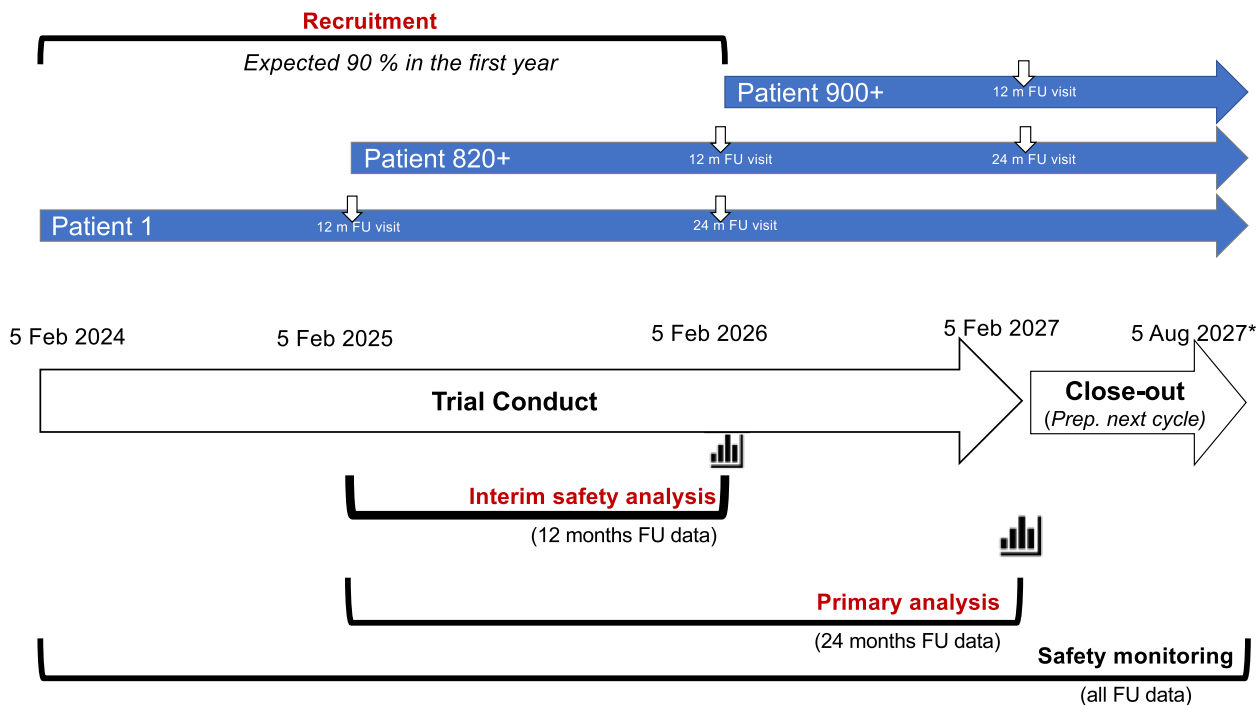 Recruitment
Expected 90 % in the first year
Patient 900+
12 m FU visit
Patient 820+
12 m FU visit
24 m FU visit
Patient 1
12 m FU visit
24 m FU visit
5 Feb 2024
5 Feb 2025
5 Feb 2026
5 Feb 2027
5 Aug 2027*
Trial Conduct
Close-out
(Prep. next cycle)
Interim safety analysis
(12 months FU data)
Primary analysis
(24 months FU data)
Safety monitoring
(all FU data)